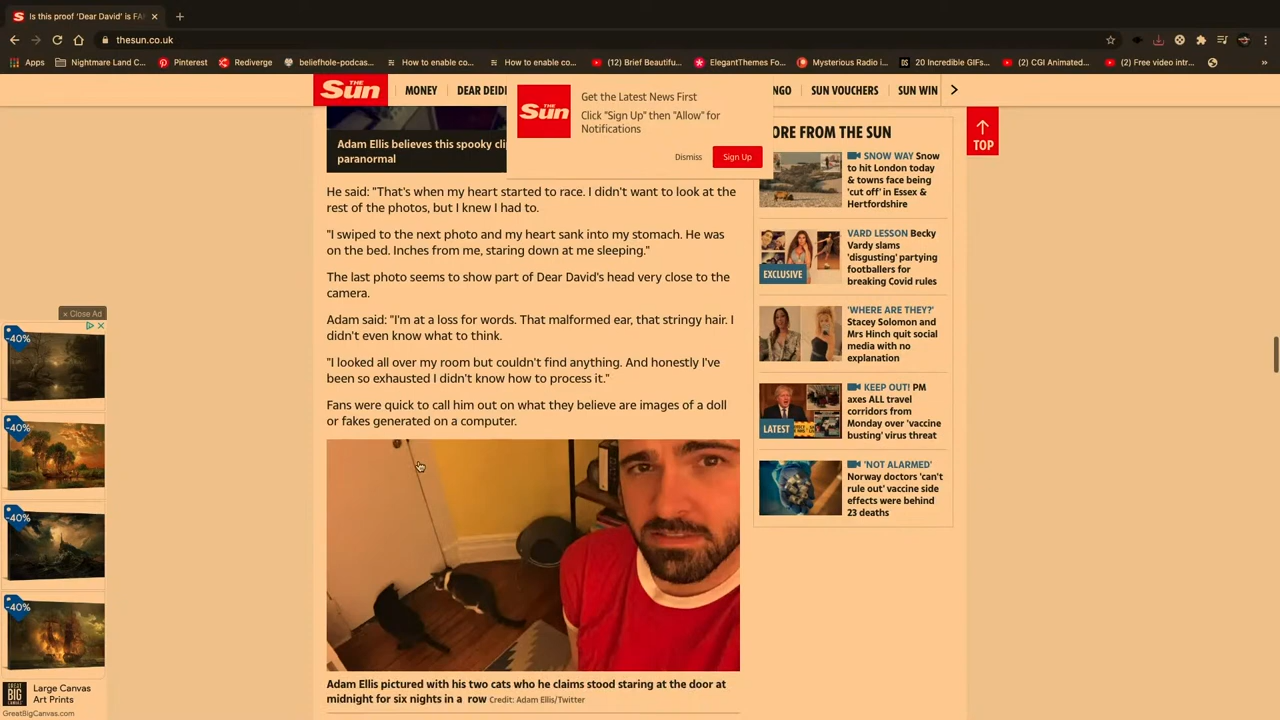 Is this proof 'Dear David' is FA
thesun.co.uk
Apps
Nightmare Land C...
Pinterest
Rediverge
beliefhole-podcas...
How to enable co...
How to enable co...
(12) Brief Beautifu...
ElegantThemes Fo...
Mysterious Radio i...
20 Incredible GIFs...
(2) CGI Animated...
(2) Free video intr...
»
THE
Sun
MONEY
DEAR DEID
NGO
SUN VOUCHERS
SUN WIN
THE
Sun
Get the Latest News First
Click "Sign Up" then "Allow" for
Notifications
Dismiss
Sign Up
TOP
Adam Ellis believes this spooky cli
paranormal
He said: "That's when my heart started to race. I didn't want to look at the
rest of the photos, but I knew I had to.
"I swiped to the next photo and my heart sank into my stomach. He was
on the bed. Inches from me, staring down at me sleeping."
The last photo seems to show part of Dear David's head very close to the
camera.
Adam said: "I'm at a loss for words. That malformed ear, that stringy hair. I
didn't even know what to think.
"I looked all over my room but couldn't find anything. And honestly I've
been so exhausted I didn't know how to process it."
Fans were quick to call him out on what they believe are images of a doll
or fakes generated on a computer.
Adam Ellis pictured with his two cats who he claims stood staring at the door at
midnight for six nights in a row Credit: Adam Ellis/Twitter
ORE FROM THE SUN
SNOW WAY Snow
to hit London today
& towns face being
'cut off' in Essex &
Hertfordshire
EXCLUSIVE
VARD LESSON Becky
Vardy slams
'disgusting' partying
footballers for
breaking Covid rules
'WHERE ARE THEY?'
Stacey Solomon and
Mrs Hinch quit social
media with no
explanation
LATEST
KEEP OUT! PM
axes ALL travel
corridors from
Monday over 'vaccine
busting' virus threat
'NOT ALARMED'
Norway doctors 'can't
rule out' vaccine side
effects were behind
23 deaths
× Close Ad
-40%
-40%
-40%
-40%
GREAT
BIG
CANVAS
Large Canvas
Art Prints
GreatBigCanvas.com